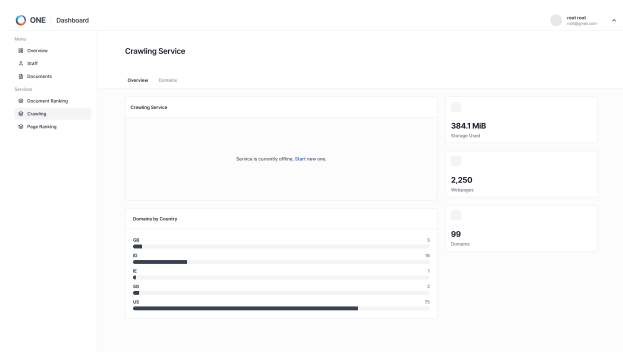 ONE Dashboard
root root
root@gmail.com
Menu
Overview
Staff
Documents
Services
Document Ranking
Crawling
Page Ranking
Crawling Service
Overview Domains
Crawling Service
Service is currently offline. Start new one.
384.1 MiB
Storage Used
2,250
Webpages
99
Domains
Domains by Country
GB 3
ID 18
IE 1
SG 2
US 75